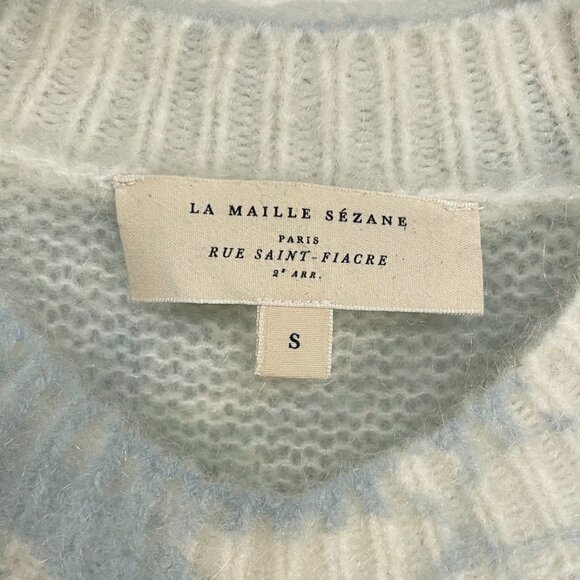 LA MAILLE SÉZANE
PARIS
RUE SAINT-FIACRE
2e ARR.
S